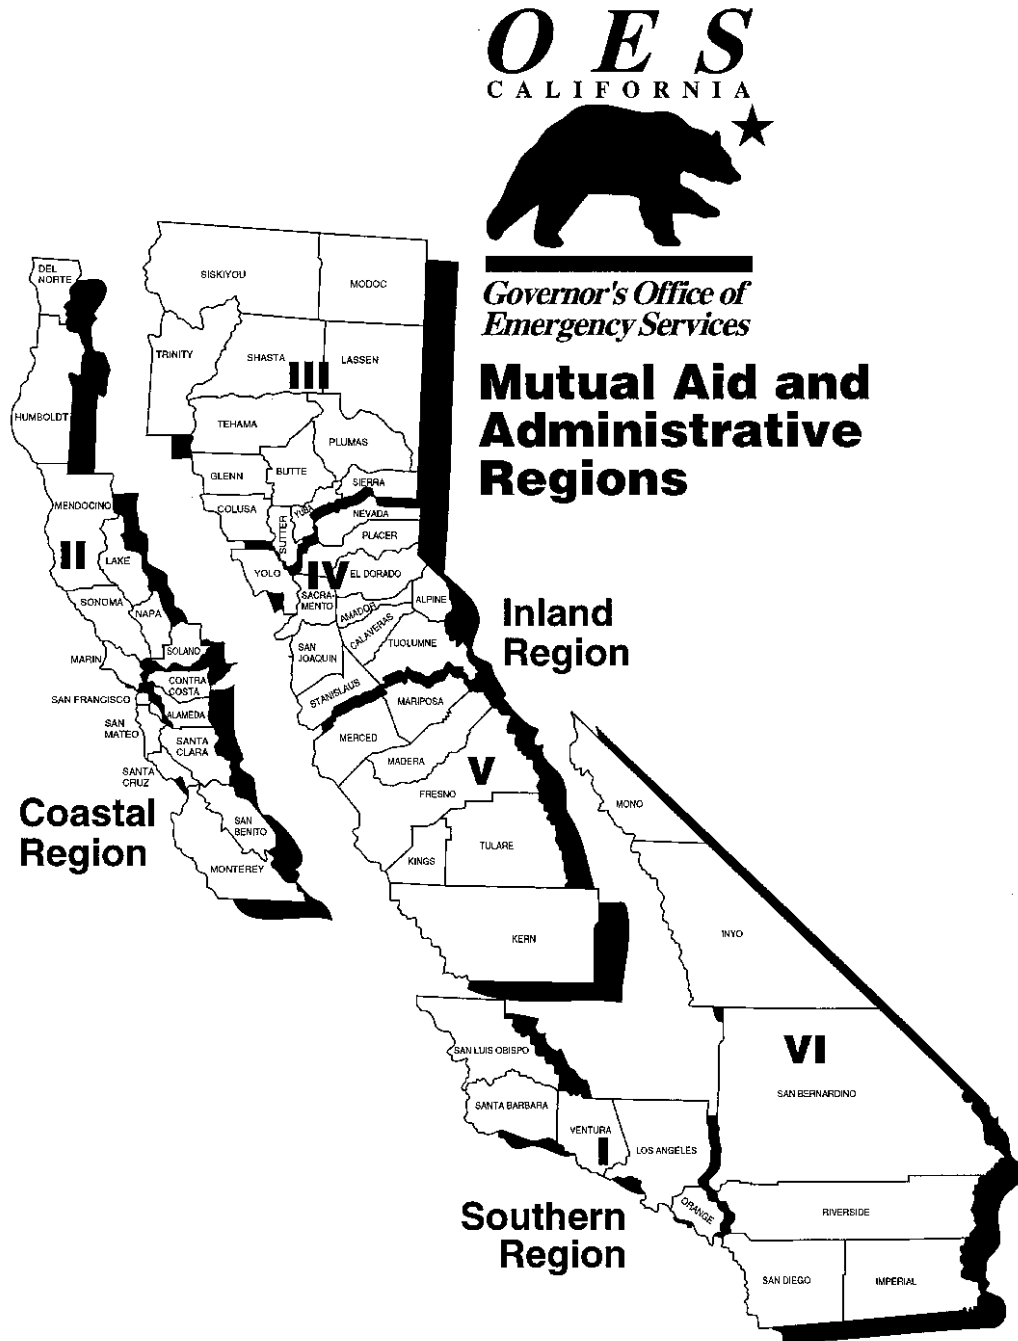 OES
CALIFORNIA
Governor's Office of
Emergency Services
Mutual Aid and
Administrative
Regions
DEL
NORTE
HUMBOLDT
MENDOCINO
II
LAKE
SONOMA
NAPA
MARIN
SOLANO
CONTRA
COSTA
SAN FRANCISCO
ALAMEDA
SAN
MATEO
SANTA
CLARA
SANTA
CRUZ
SAN
BENITO
MONTEREY
Coastal
Region
SISKIYOU
MODOC
TRINITY
SHASTA
III
LASSEN
TEHAMA
PLUMAS
GLENN
BUTTE
SIERRA
COLUSA
SUTTER
YUBA
NEVADA
PLACER
YOLO
IV
EL DORADO
SACRA-
MENTO
AMADOR
ALPINE
CALAVERAS
SAN
JOAQUIN
TUOLUMNE
STANISLAUS
MARIPOSA
MERCED
MADERA
V
FRESNO
KINGS
TULARE
KERN
Inland
Region
MONO
INYO
VI
SAN BERNARDINO
SAN LUIS OBISPO
SANTA BARBARA
VENTURA
I
LOS ANGELES
ORANGE
RIVERSIDE
SAN DIEGO
IMPERIAL
Southern
Region